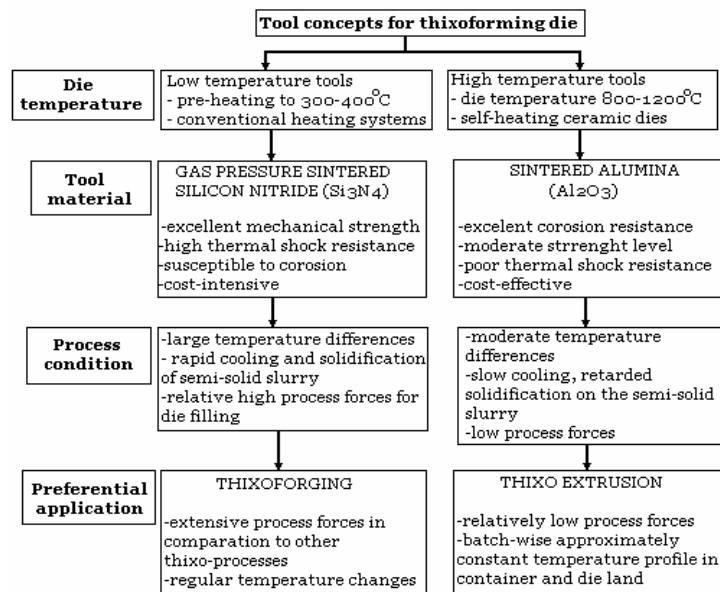 Tool concepts for thixoforming die
Die
temperature
Low temperature tools
- pre-heating to 300-400°C
- conventional heating systems
High temperature tools
- die temperature 800-1200°C
- self-heating ceramic dies
Tool
material
GAS PRESSURE SINTERED
SILICON NITRIDE (Si3N4)
-excellent mechanical strength
-high thermal shock resistance
-susceptible to corosion
-cost-intensive
SINTERED ALUMINA
(Al2O3)
-excelent corosion resistance
-moderate strrenght level
-poor thermal shock resistance
-cost-effective
Process
condition
-large temperature differences
- rapid cooling and solidification
of semi-solid slurry
-relative high process forces for
die filling
-moderate temperature
differences
-slow cooling, retarded
solidification on the semi-solid
slurry
-low process forces
Preferential
application
THIXOFORGING
-extensive process forces in
comparation to other
thixo-processes
-regular temperature changes
THIXO EXTRUSION
-relatively low process forces
-batch-wise approximately
constant temperature profile in
container and die land